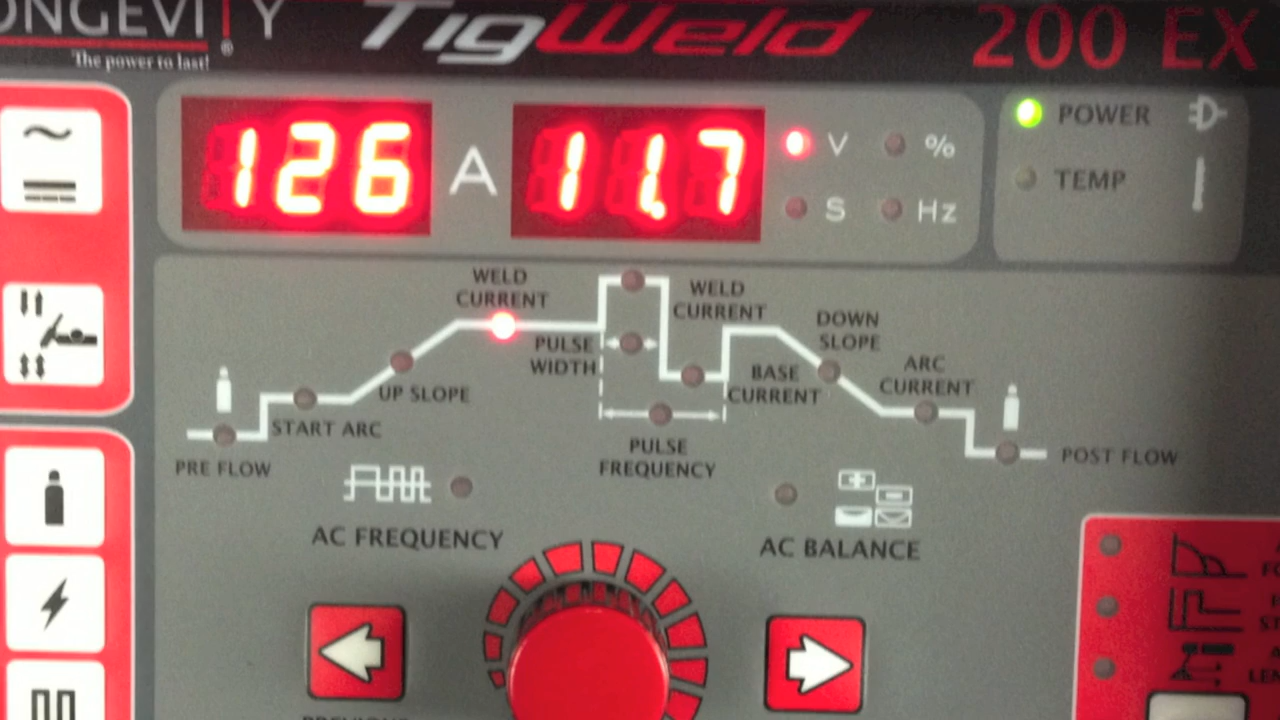 ONGEVITY®
The power to last!
TigWeld
200 EX
126 A
11.7
V
%
S
Hz
POWER
TEMP
WELD
CURRENT
WELD
CURRENT
PULSE
WIDTH
DOWN
SLOPE
UP SLOPE
BASE
CURRENT
ARC
CURRENT
START ARC
PRE FLOW
PULSE
FREQUENCY
POST FLOW
AC FREQUENCY
AC BALANCE